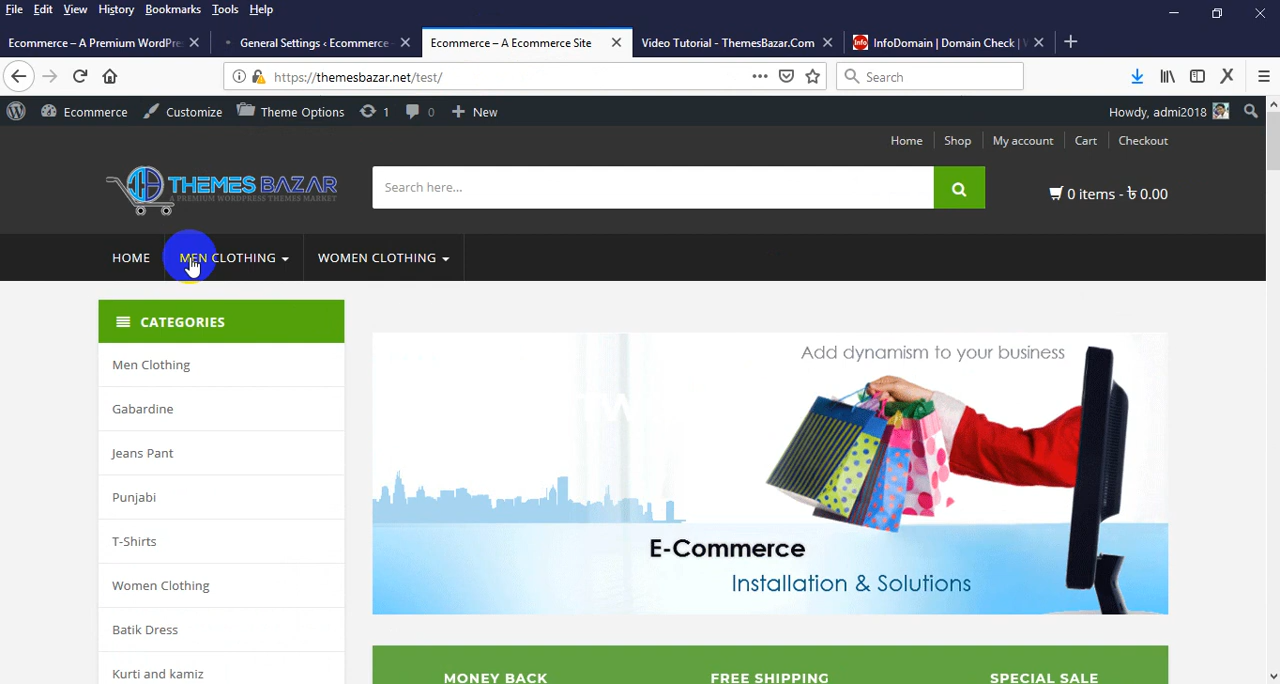 File Edit View History Bookmarks Tools Help
Ecommerce – A Premium WordPre
General Settings ‹ Ecommerce
Ecommerce – A Ecommerce Site
Video Tutorial - ThemesBazar.Com
Info
InfoDomain | Domain Check |
https://themesbazar.net/test/
Search
Ecommerce Customize Theme Options 1 0 New
Howdy, admi2018
Home Shop My account Cart Checkout
THEMES BAZAR
A PREMIUM WORDPRESS THEMES MARKET
Search here...
0 items - ৳ 0.00
HOME MEN CLOTHING WOMEN CLOTHING
CATEGORIES
Men Clothing
Gabardine
Jeans Pant
Punjabi
T-Shirts
Women Clothing
Batik Dress
Kurti and kamiz
Add dynamism to your business
E-Commerce
Installation & Solutions
MONEY BACK FREE SHIPPING SPECIAL SALE